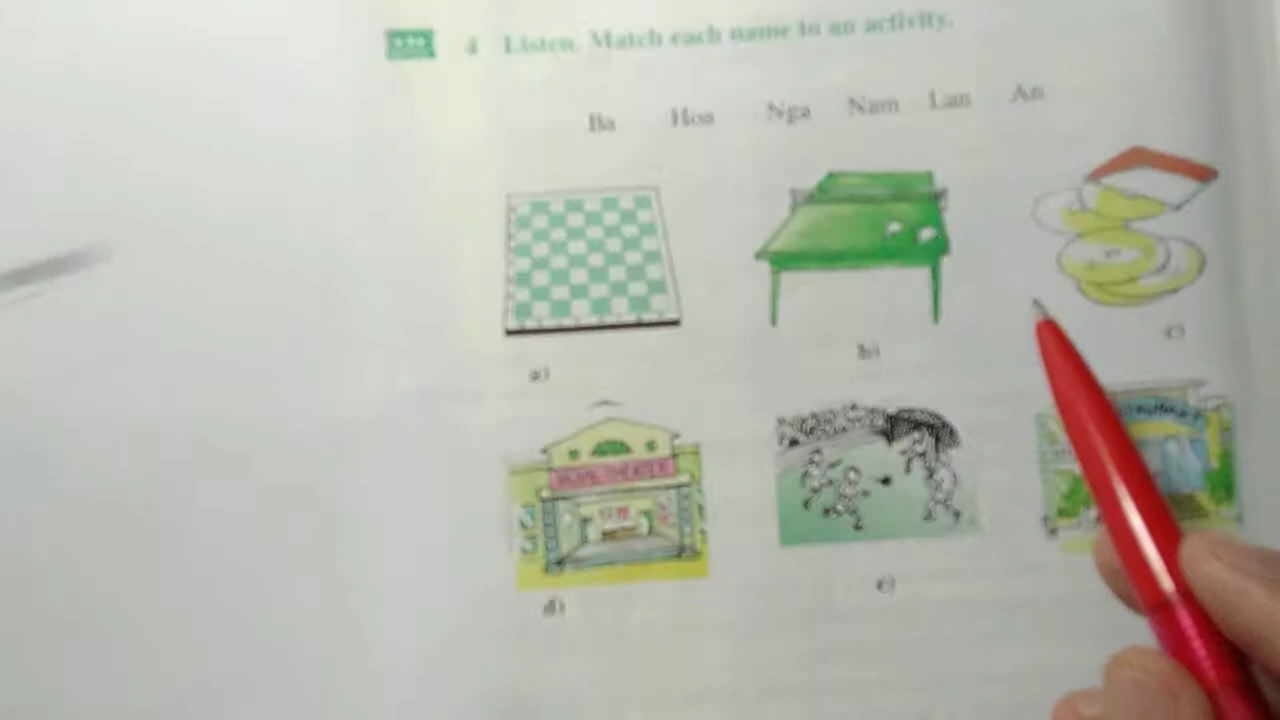 4 Listen. Match each name to an activity.
Ba Hoa Nga Nam Lan An
a)
b)
c)
d)
e)